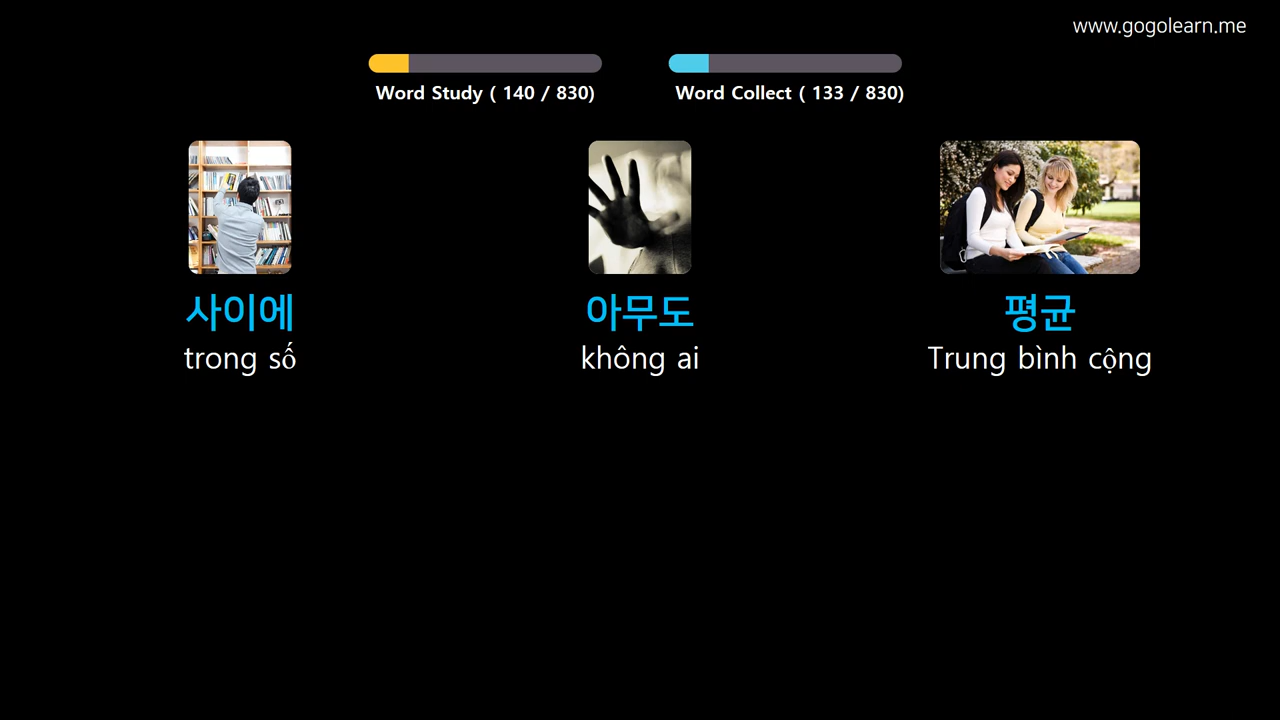 www.gogolearn.me
Word Study ( 140 / 830)
Word Collect ( 133 / 830)
사이에
trong số
아무도
không ai
평균
Trung bình cộng